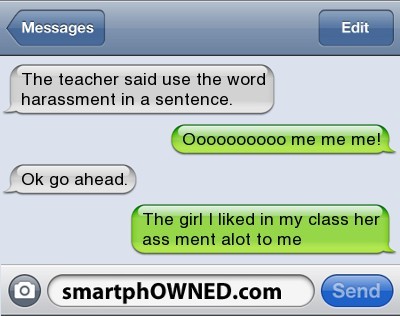 Messages
Edit
The teacher said use the word
harassment in a sentence.
Ooooooooоo me me me!
Ok go ahead.
The girl I liked in my class her
ass ment alot to me
smartphOWNED.com
Send